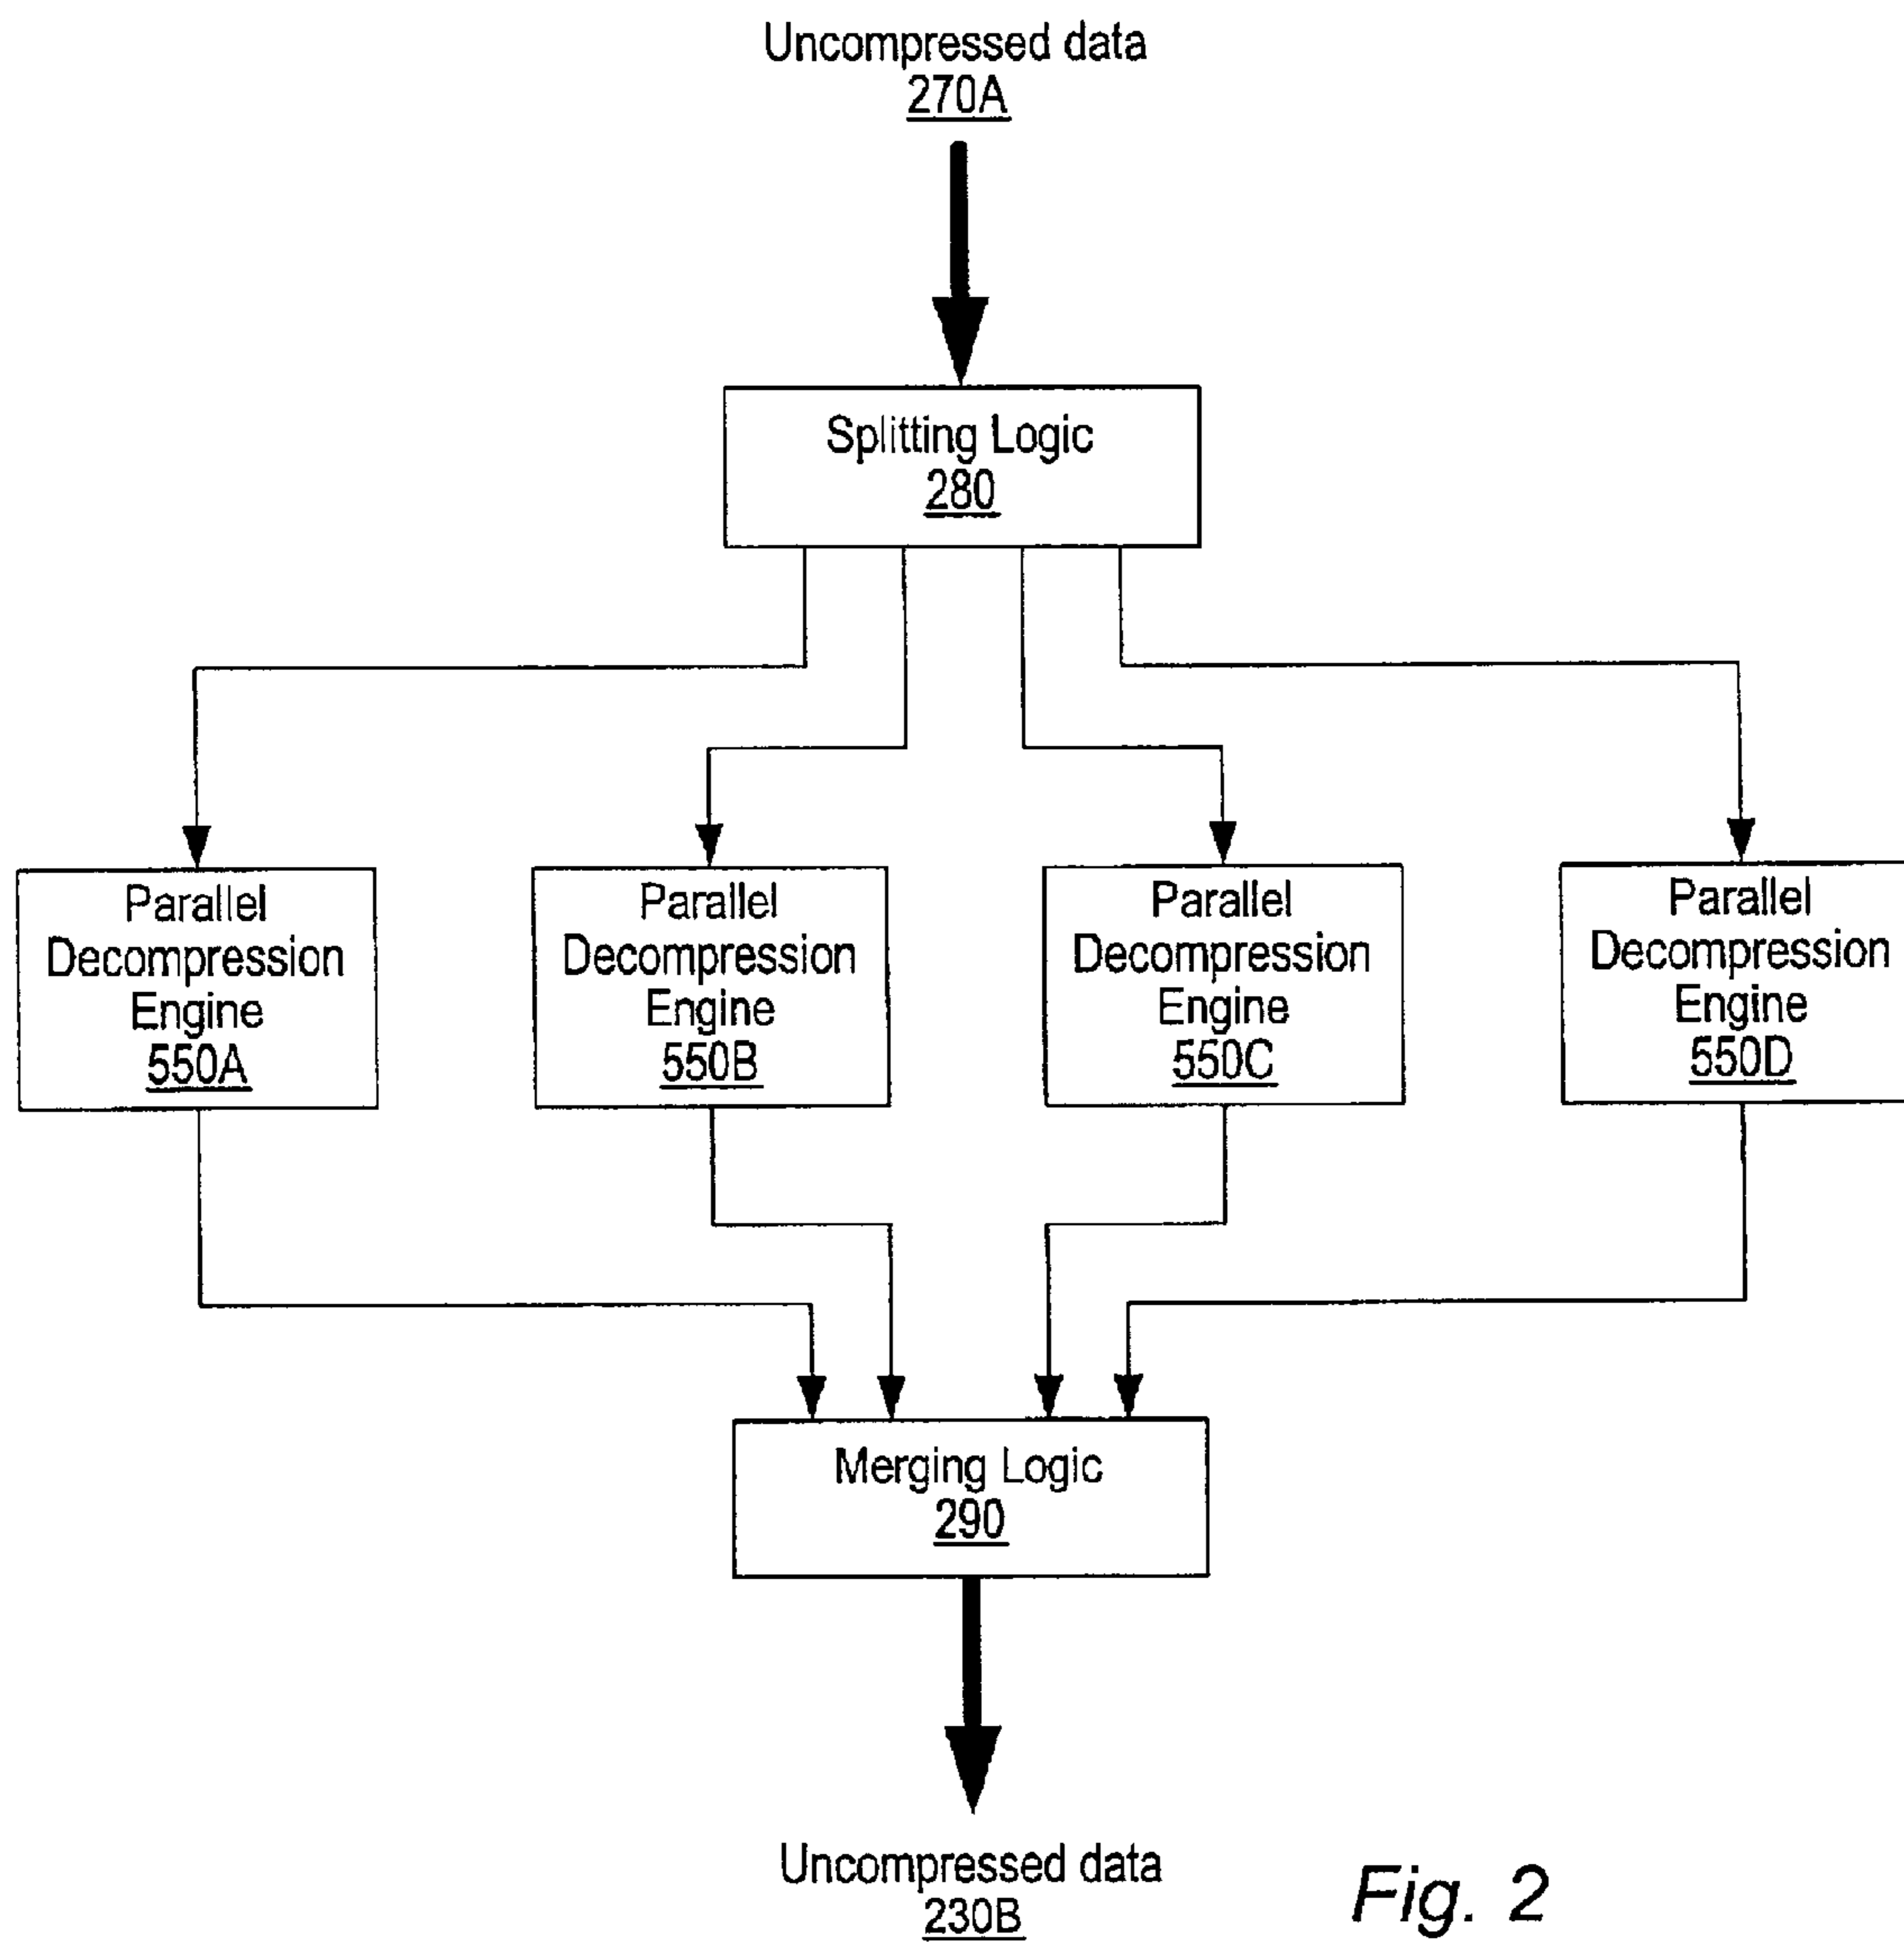 Uncompressed data
270A
Splitting Logic
280
Parallel
Decompression
Engine
550A
Parallel
Decompression
Engine
550B
Parallel
Decompression
Engine
550C
Parallel
Decompression
Engine
550D
Merging Logic
290
Uncompressed data
230B
Fig. 2